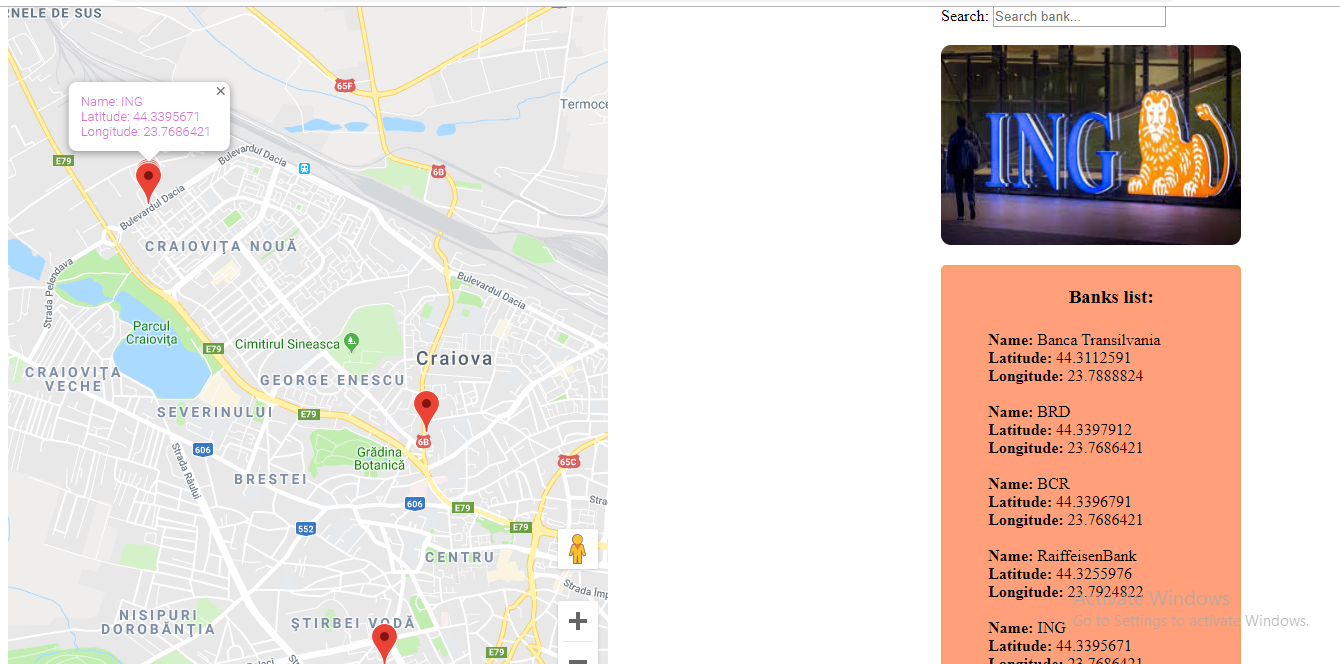 RNELE DE SUS
65F
Termoce
Name: ING
Latitude: 44.3395671
Longitude: 23.7686421
E79
Bulevardul Dacia
6B
Bulevardul Dacia
CRAIOVIȚA NOUĂ
Strada Pelendava
Bulevardul Dacia
Parcul
Craiovița
E79
Cimitirul Sineasca
Craiova
CRAIOVIȚA
VECHE
GEORGE ENESCU
SEVERINULUI
E79
606
6B
Grădina
Botanică
65C
Strada Râului
BRESTEI
Stra
606
E79
552
E79
CENTRU
Strada Imp
NISIPURI
DOROBĂNȚIA
ȘTIRBEI VODĂ
E79
Search: Search bank...
ING
Banks list:
Name: Banca Transilvania
Latitude: 44.3112591
Longitude: 23.7888824
Name: BRD
Latitude: 44.3397912
Longitude: 23.7686421
Name: BCR
Latitude: 44.3396791
Longitude: 23.7686421
Name: RaiffeisenBank
Latitude: 44.3255976
Longitude: 23.7924822
Activate Windows
Go to Settings to activate Windows.
Name: ING
Latitude: 44.3395671
Longitude: 23.7686421